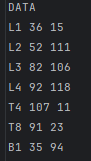 DATA
L1 36 15
L2 52 111
L3 82 106
L4 92 118
T4 107 11
T8 91 23
B1 35 94